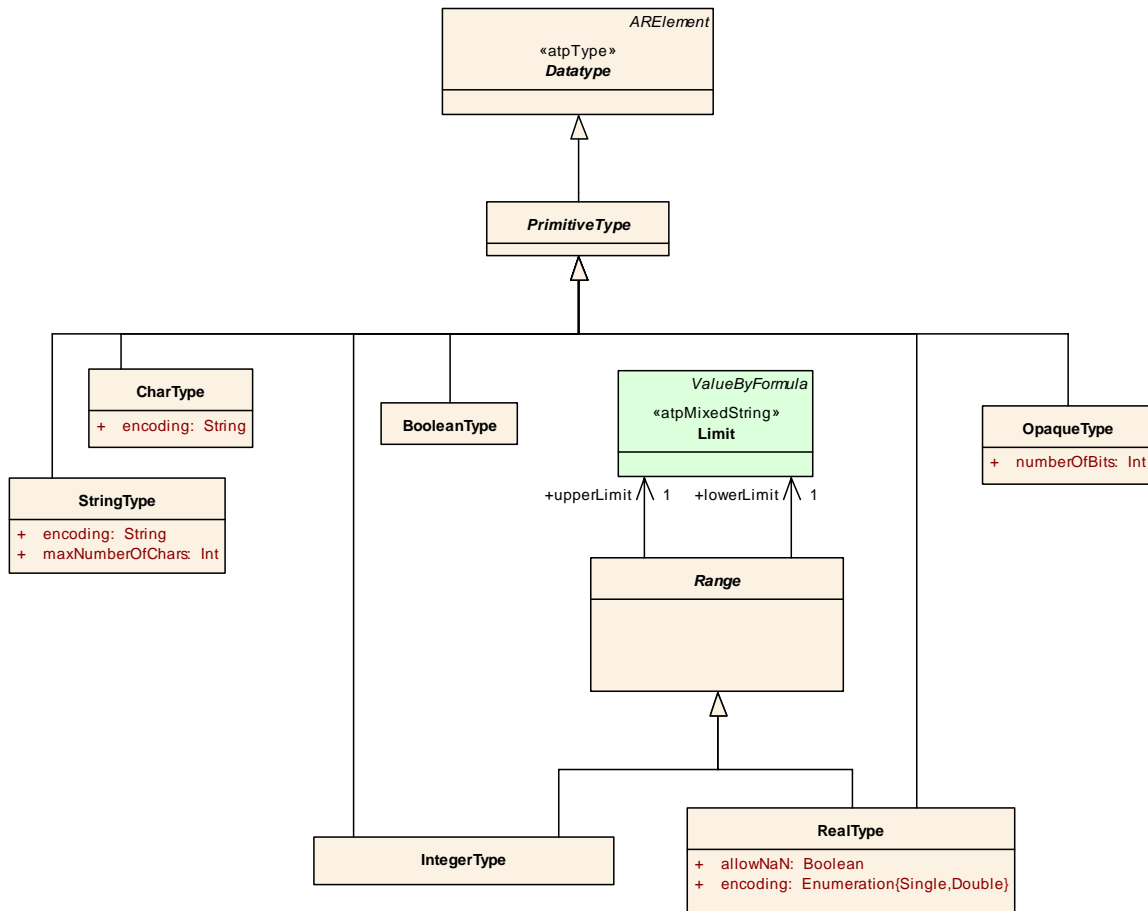 ARElement
«atpType»
Datatype
PrimitiveType
CharType
+ encoding: String
BooleanType
ValueByFormula
«atpMixedString»
Limit
OpaqueType
+ numberOfBits: Int
StringType
+ encoding: String
+ maxNumberOfChars: Int
+upperLimit 1 +lowerLimit 1
Range
RealType
+ allowNaN: Boolean
+ encoding: Enumeration{Single,Double}
IntegerType